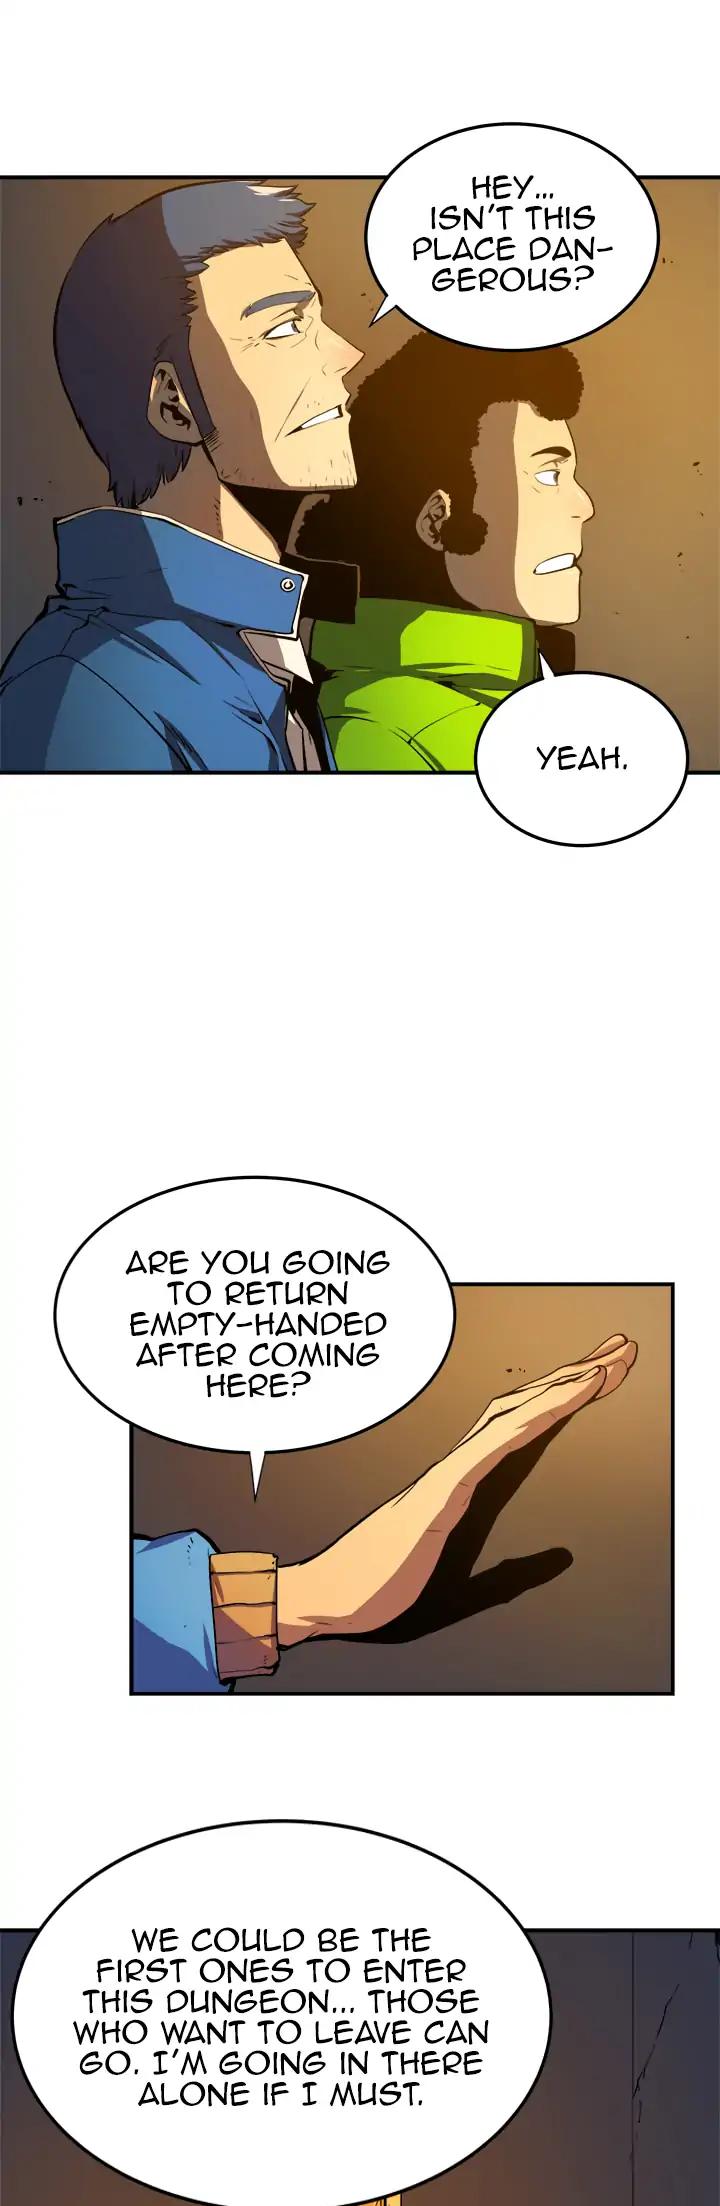 HEY...
ISN'T THIS
PLACE DAN-
GEROUS?
YEAH.
ARE YOU GOING
TO RETURN
EMPTY-HANDED
AFTER COMING
HERE?
WE COULD BE THE
FIRST ONES TO ENTER
THIS DUNGEON... THOSE
WHO WANT TO LEAVE CAN
GO. I'M GOING IN THERE
ALONE IF I MUST.